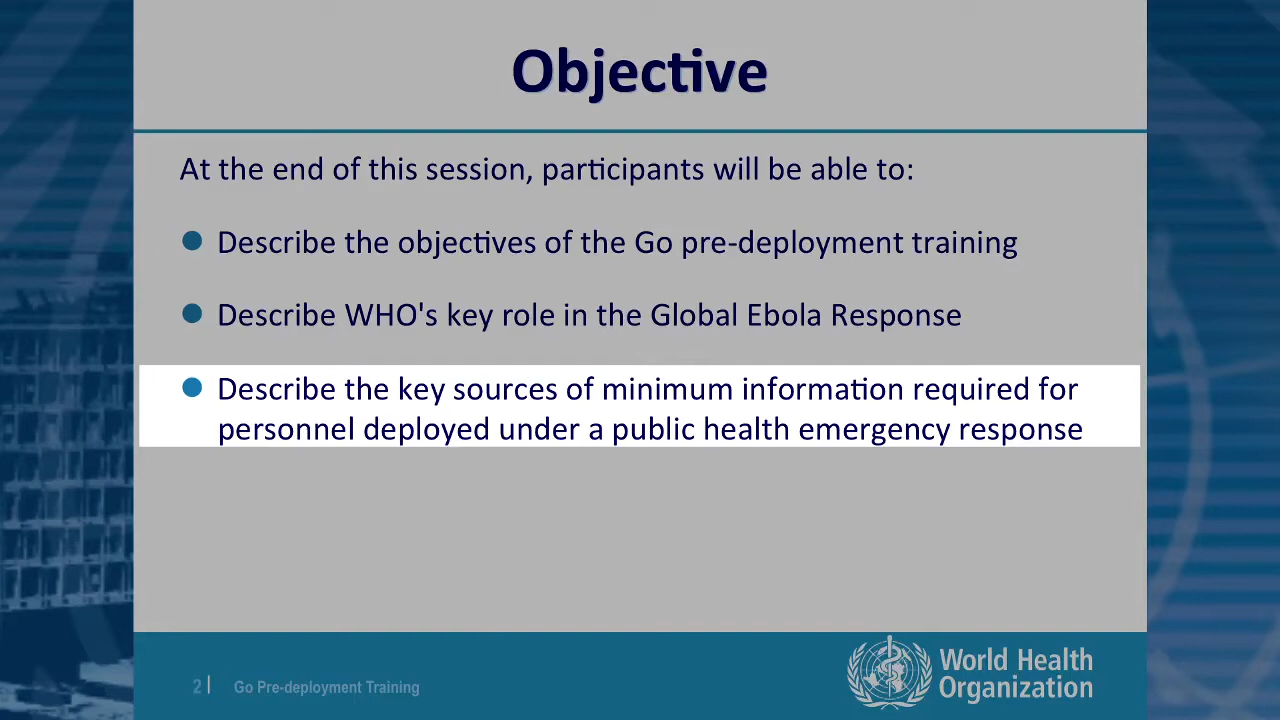 Objective
At the end of this session, participants will be able to:
Describe the objectives of the Go pre-deployment training
Describe WHO's key role in the Global Ebola Response
Describe the key sources of minimum information required for
personnel deployed under a public health emergency response
2 | Go Pre-deployment Training
World Health
Organization